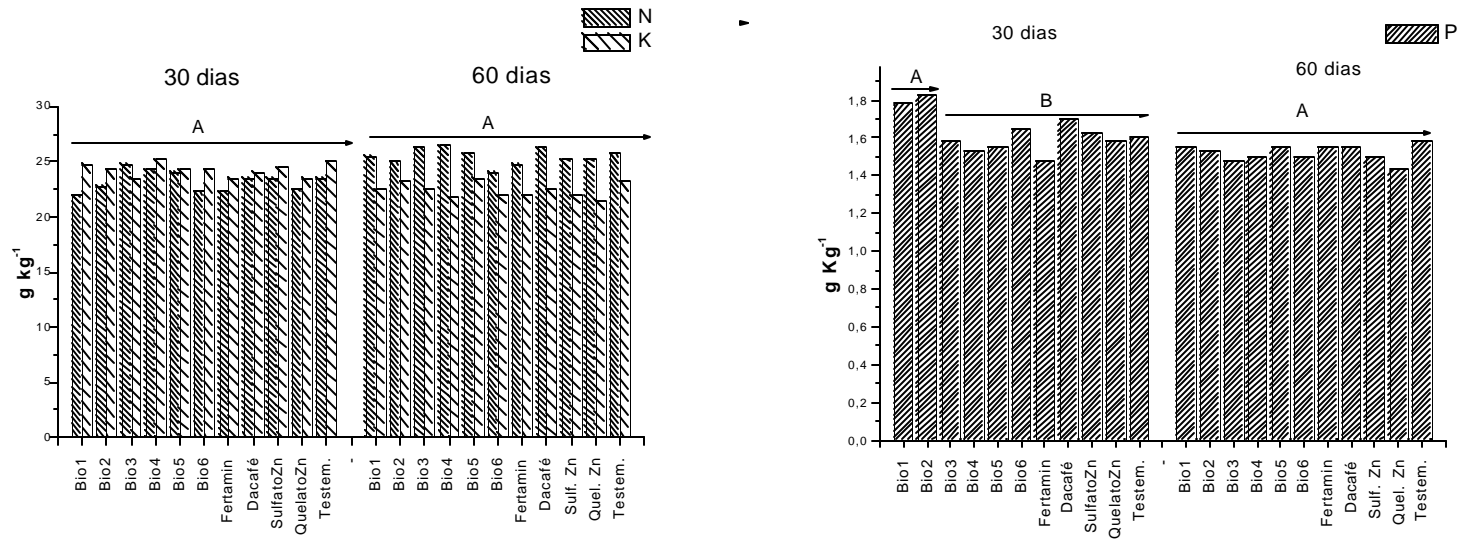 N
K
30 dias
60 dias
A
A
30
25
20
15
10
5
0
g kg-1
Bio1
Bio2
Bio3
Bio4
Bio5
Bio6
Fertamin
Dacafé
SulfatoZn
QuelatoZn
Testem.
-
Bio1
Bio2
Bio3
Bio4
Bio5
Bio6
Fertamin
Dacafé
Sulf. Zn
Quel. Zn
Testem.
30 dias
P
60 dias
A
B
A
1,8
1,6
1,4
1,2
1,0
0,8
0,6
0,4
0,2
0,0
g Kg-1
Bio1
Bio2
Bio3
Bio4
Bio5
Bio6
Fertamin
Dacafé
SulfatoZn
QuelatoZn
Testem.
-
Bio1
Bio2
Bio3
Bio4
Bio5
Bio6
Fertamin
Dacafé
Sulf. Zn
Quel. Zn
Testem.